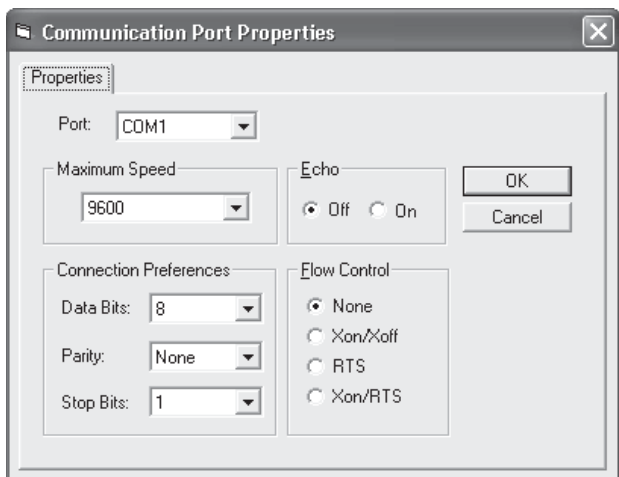 Communication Port Properties
Properties
Port: COM1
Maximum Speed
9600
Echo
Off On
OK
Cancel
Connection Preferences
Data Bits: 8
Parity: None
Stop Bits: 1
Flow Control
None
Xon/Xoff
RTS
Xon/RTS